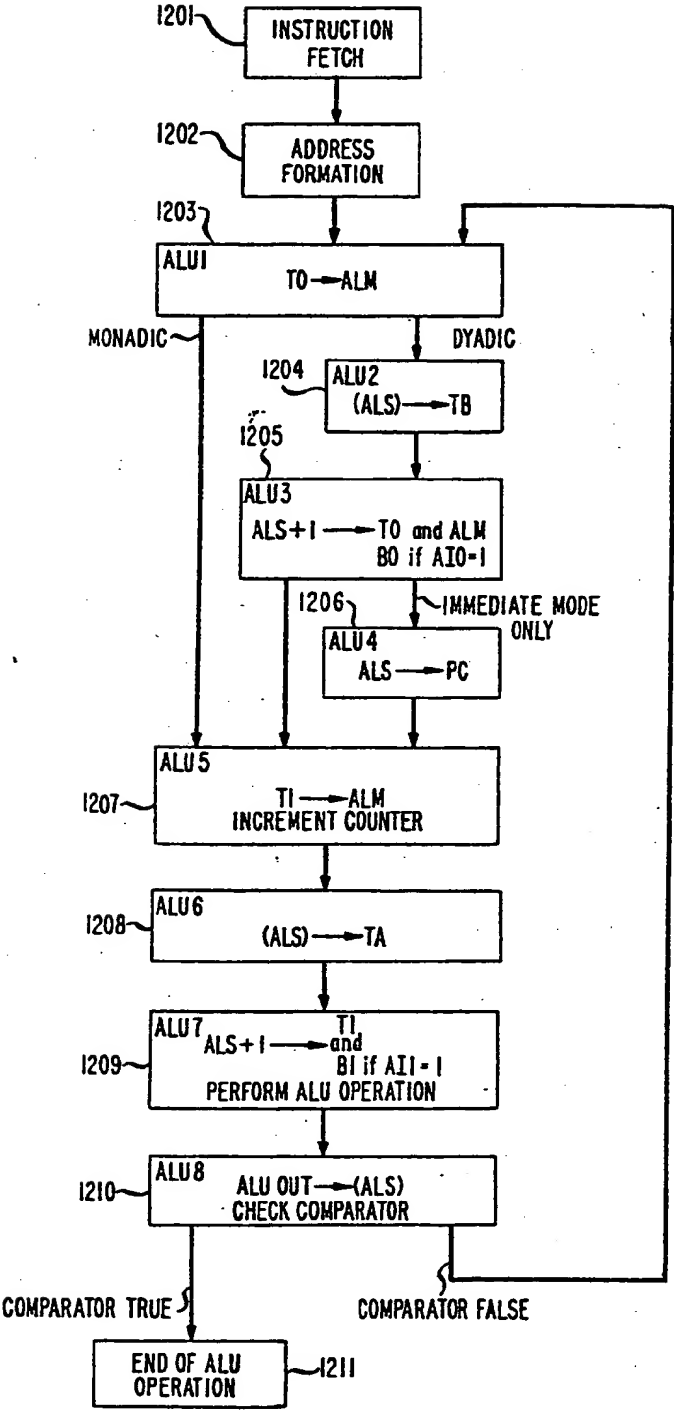 1201
INSTRUCTION
FETCH
1202
ADDRESS
FORMATION
1203
ALU1
T0→ALM
MONADIC
DYADIC
1204
ALU2
(ALS)→TB
1205
ALU3
ALS+1→T0 and ALM
B0 if AI0=1
1206
IMMEDIATE MODE
ONLY
ALU4
ALS→PC
ALU5
1207
T1→ALM
INCREMENT COUNTER
ALU6
1208
(ALS)→TA
ALU7
T1
ALS+1→and
B1 if AI1=1
1209
PERFORM ALU OPERATION
ALU8
1210
ALU OUT→(ALS)
CHECK COMPARATOR
COMPARATOR TRUE
COMPARATOR FALSE
END OF ALU
OPERATION
1211